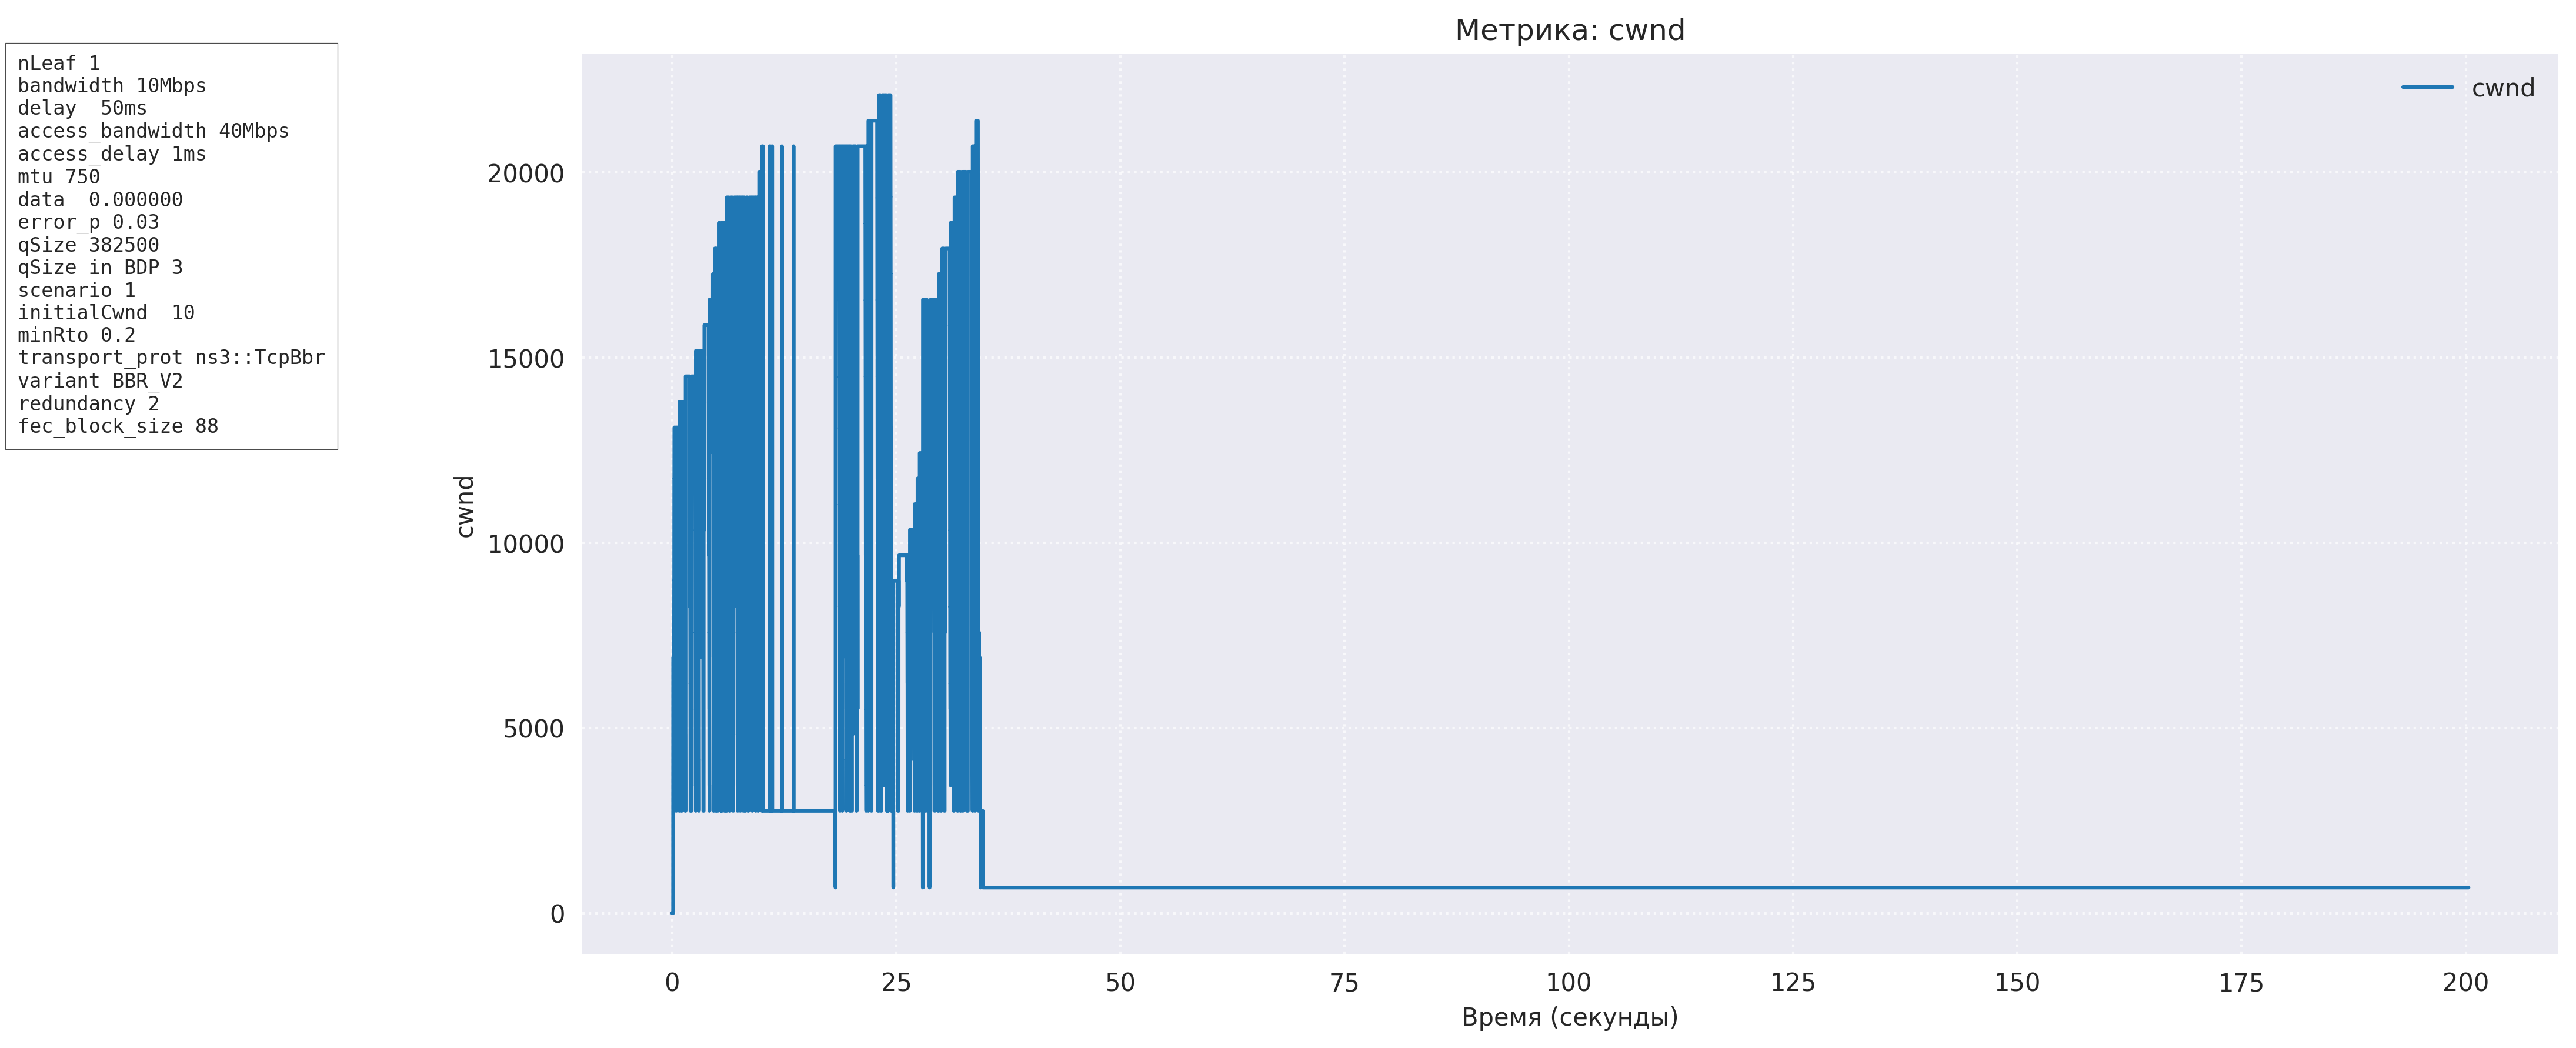 Метрика: cwnd
nLeaf 1
bandwidth 10Mbps
delay  50ms
access_bandwidth 40Mbps
access_delay 1ms
mtu 750
data  0.000000
error_p 0.03
qSize 382500
qSize in BDP 3
scenario 1
initialCwnd  10
minRto 0.2
transport_prot ns3::TcpBbr
variant BBR_V2
redundancy 2
fec_block_size 88
cwnd
cwnd
20000
15000
10000
5000
0
0 25 50 75 100 125 150 175 200
Время (секунды)